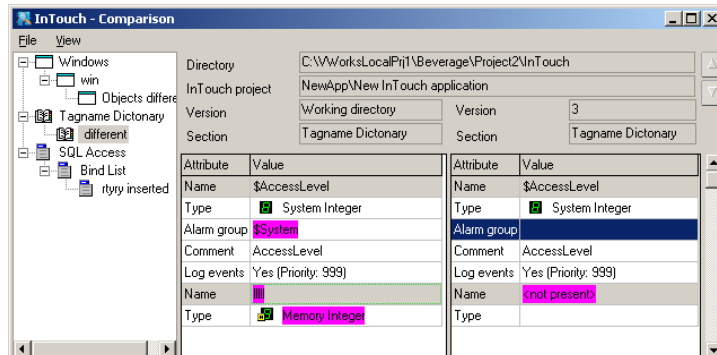 InTouch - Comparison
File View
Windows
win
Objects differe
Tagname Dictonary
different
SQL Access
Bind List
rtyry inserted
Directory C:\VWorksLocalPrj1\Beverage\Project2\InTouch
InTouch project NewApp\New InTouch application
Version Working directory Version 3
Section Tagname Dictonary Section Tagname Dictonary
Attribute Value Attribute Value
Name $AccessLevel Name $AccessLevel
Type System Integer Type System Integer
Alarm group $System Alarm group
Comment AccessLevel Comment AccessLevel
Log events Yes (Priority: 999) Log events Yes (Priority: 999)
Name Name <not present>
Type Memory Integer Type